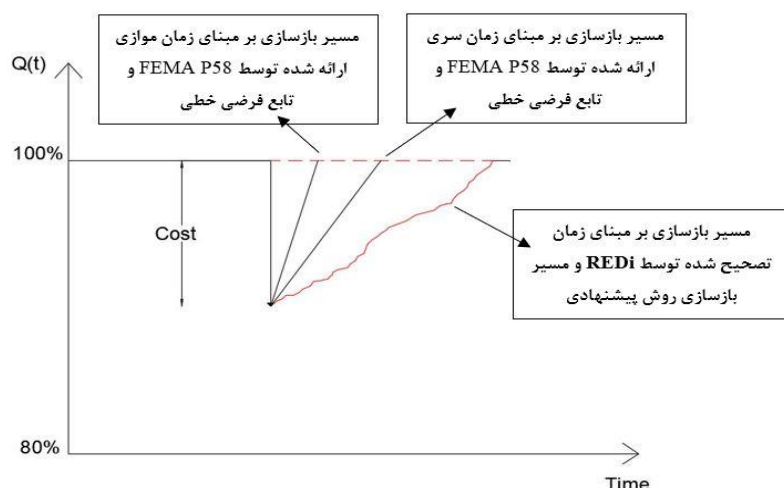 مسیر بازسازی بر مبنای زمان سری
ارائه شده توسط FEMA P58 و
تابع فرضی خطی
مسیر بازسازی بر مبنای زمان موازی
ارائه شده توسط FEMA P58 و
تابع فرضی خطی
Q(t)
100%
Cost
مسیر بازسازی بر مبنای زمان
تصحیح شده توسط REDi و مسیر
بازسازی روش پیشنهادی
80%
Time